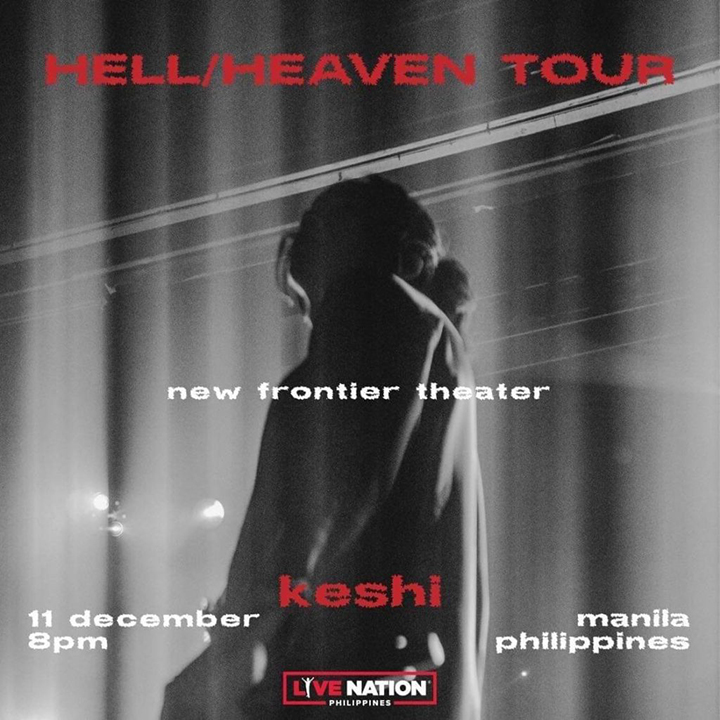 HELL/HEAVEN TOUR
new frontier theater
keshi
11 december
8pm
manila
philippines
LIVE NATION
PHILIPPINES